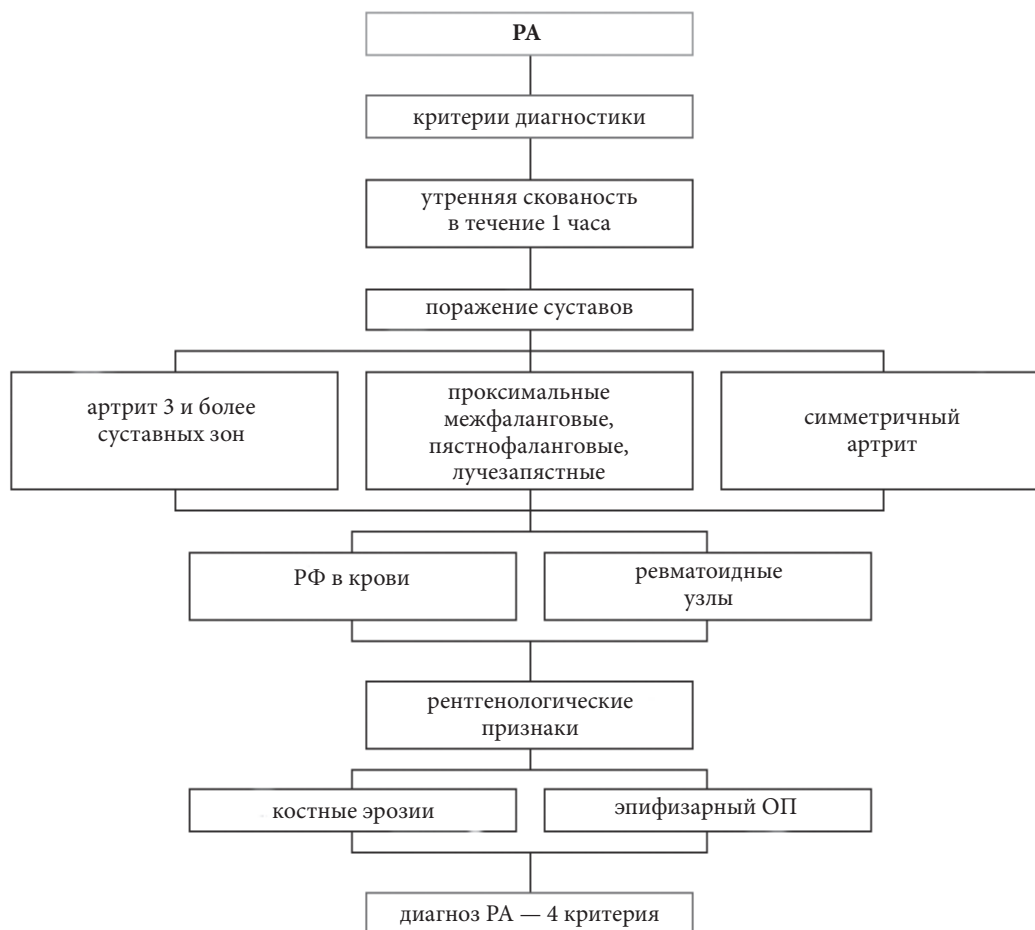 РА
критерии диагностики
утренняя скованость
в течение 1 часа
поражение суставов
артрит 3 и более
суставных зон
проксимальные
межфаланговые,
пястнофаланговые,
лучезапястные
симметричный
артрит
РФ в крови
ревматоидные
узлы
рентгенологические
признаки
костные эрозии
эпифизарный ОП
диагноз РА — 4 критерия